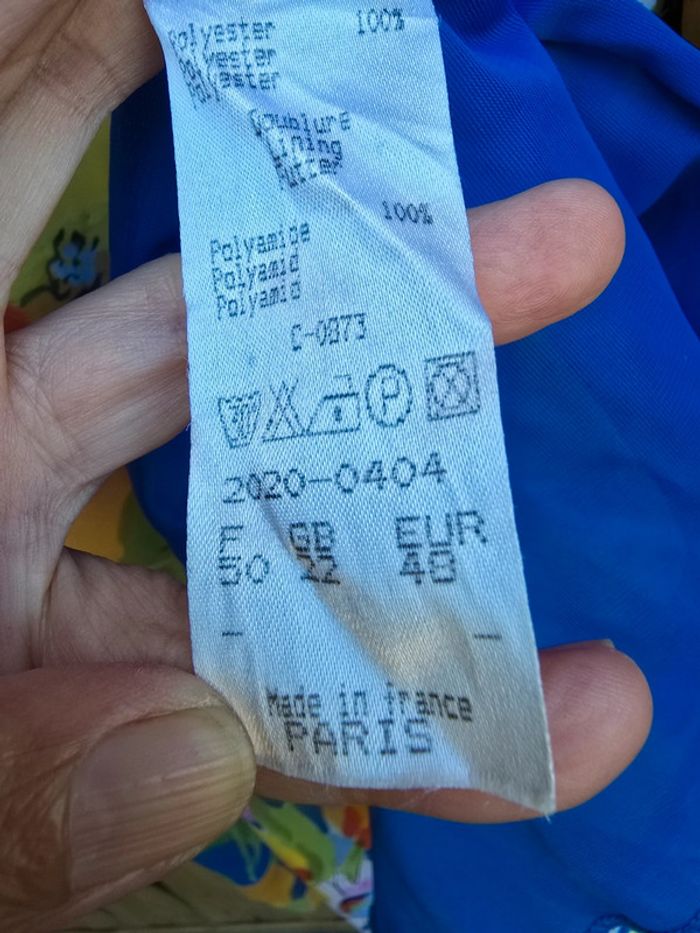 Polyester 100%
Polyester
Polyester
Doublure
Lining
Futter
100%
Polyamide
Polyamid
Polyamid
C-0873
P
2020-0404
F GB EUR
50 22 48
— —
Made in france
PARIS